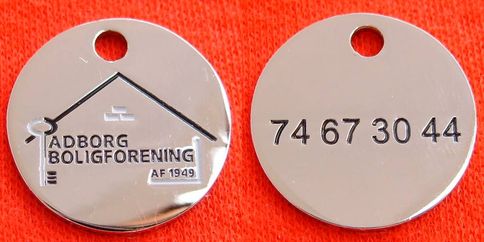 ADBORG
BOLIGFORENING
AF 1949
74 67 30 44